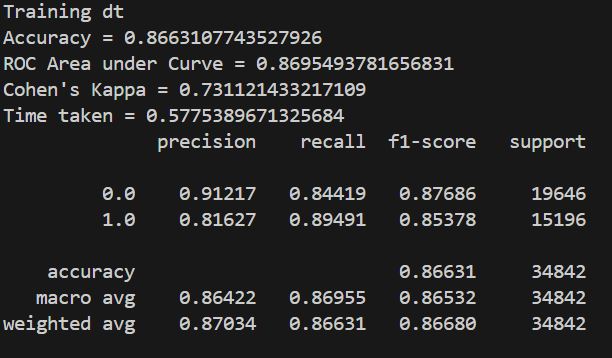 Training dt
Accuracy = 0.8663107743527926
ROC Area under Curve = 0.8695493781656831
Cohen's Kappa = 0.731121433217109
Time taken = 0.5775389671325684
precision recall f1-score support
0.0 0.91217 0.84419 0.87686 19646
1.0 0.81627 0.89491 0.85378 15196
accuracy 0.86631 34842
macro avg 0.86422 0.86955 0.86532 34842
weighted avg 0.87034 0.86631 0.86680 34842